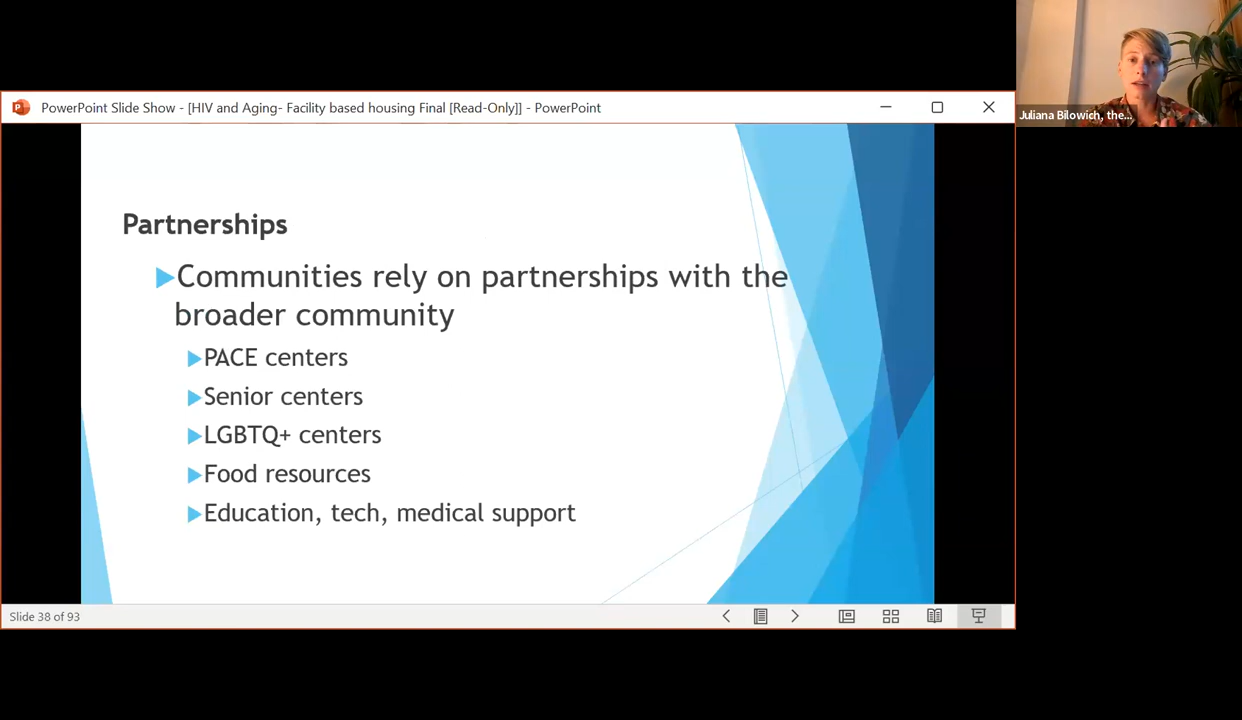 PowerPoint Slide Show - [HIV and Aging- Facility based housing Final [Read-Only]] - PowerPoint
Juliana Bilowich, the...
Partnerships
Communities rely on partnerships with the
broader community
PACE centers
Senior centers
LGBTQ+ centers
Food resources
Education, tech, medical support
Slide 38 of 93